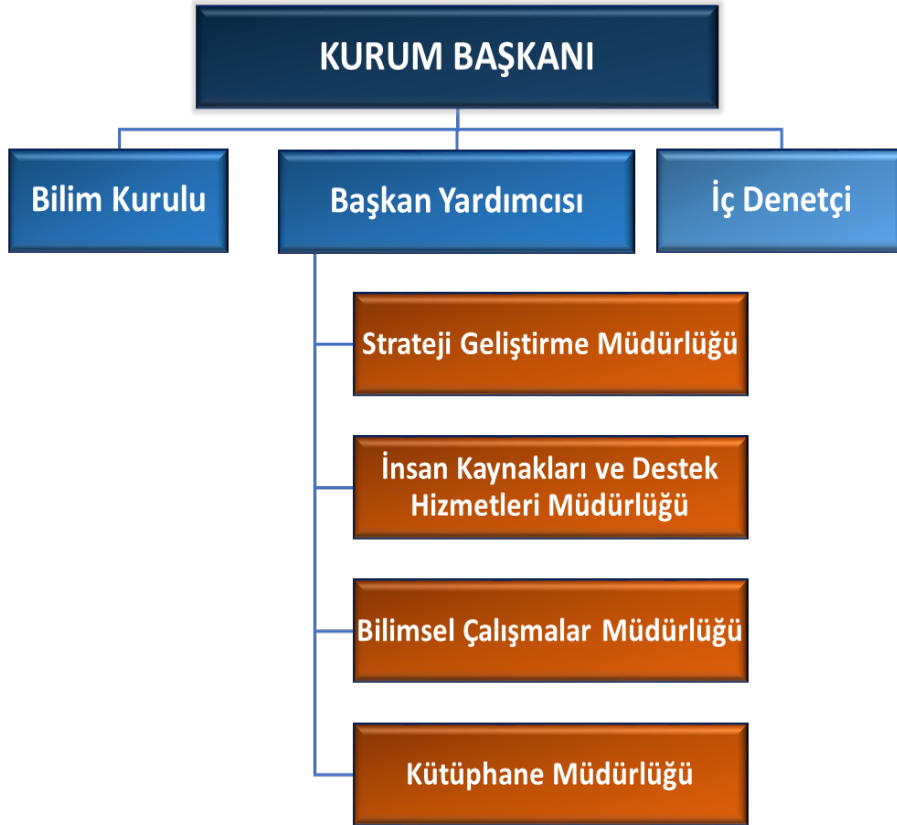 KURUM BAŞKANI
Bilim Kurulu
Başkan Yardımcısı
İç Denetçi
Strateji Geliştirme Müdürlüğü
İnsan Kaynakları ve Destek
Hizmetleri Müdürlüğü
Bilimsel Çalışmalar Müdürlüğü
Kütüphane Müdürlüğü